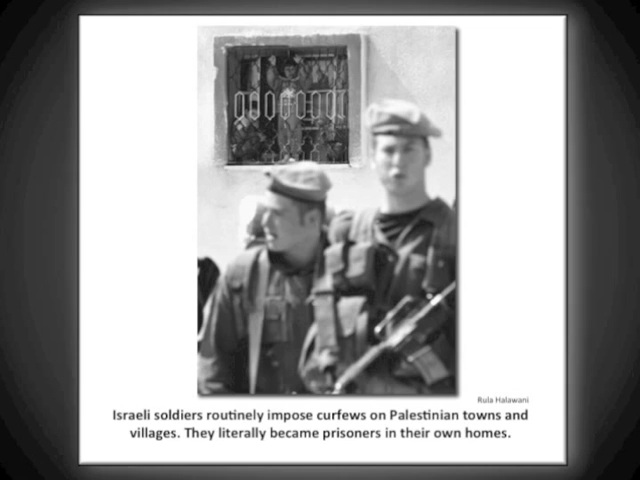 Rula Halawani
Israeli soldiers routinely impose curfews on Palestinian towns and
villages. They literally became prisoners in their own homes.